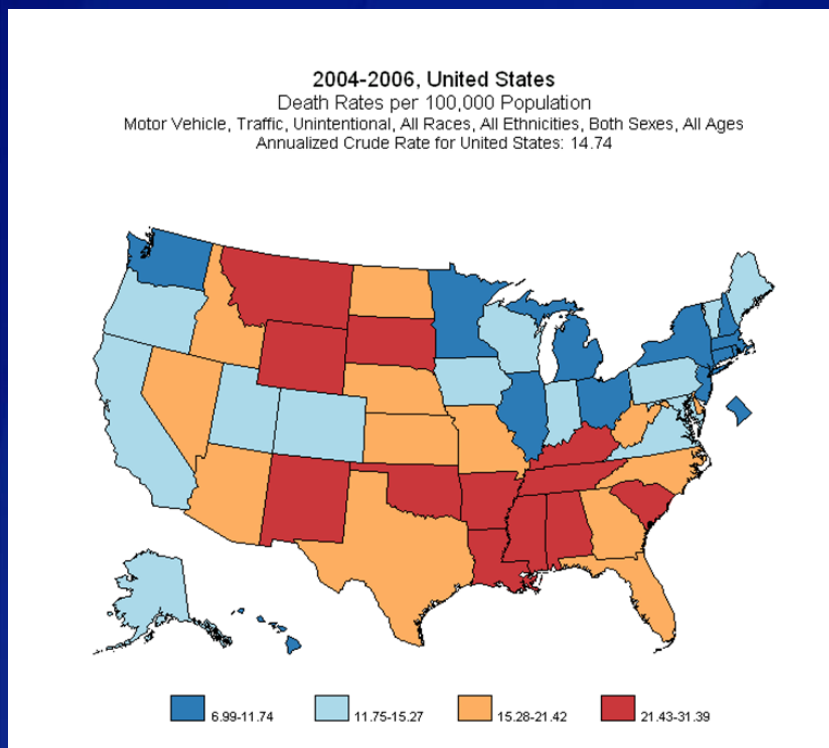 2004-2006, United States
Death Rates per 100,000 Population
Motor Vehicle, Traffic, Unintentional, All Races, All Ethnicities, Both Sexes, All Ages
Annualized Crude Rate for United States: 14.74
6.99-11.74 11.75-15.27 15.28-21.42 21.43-31.39